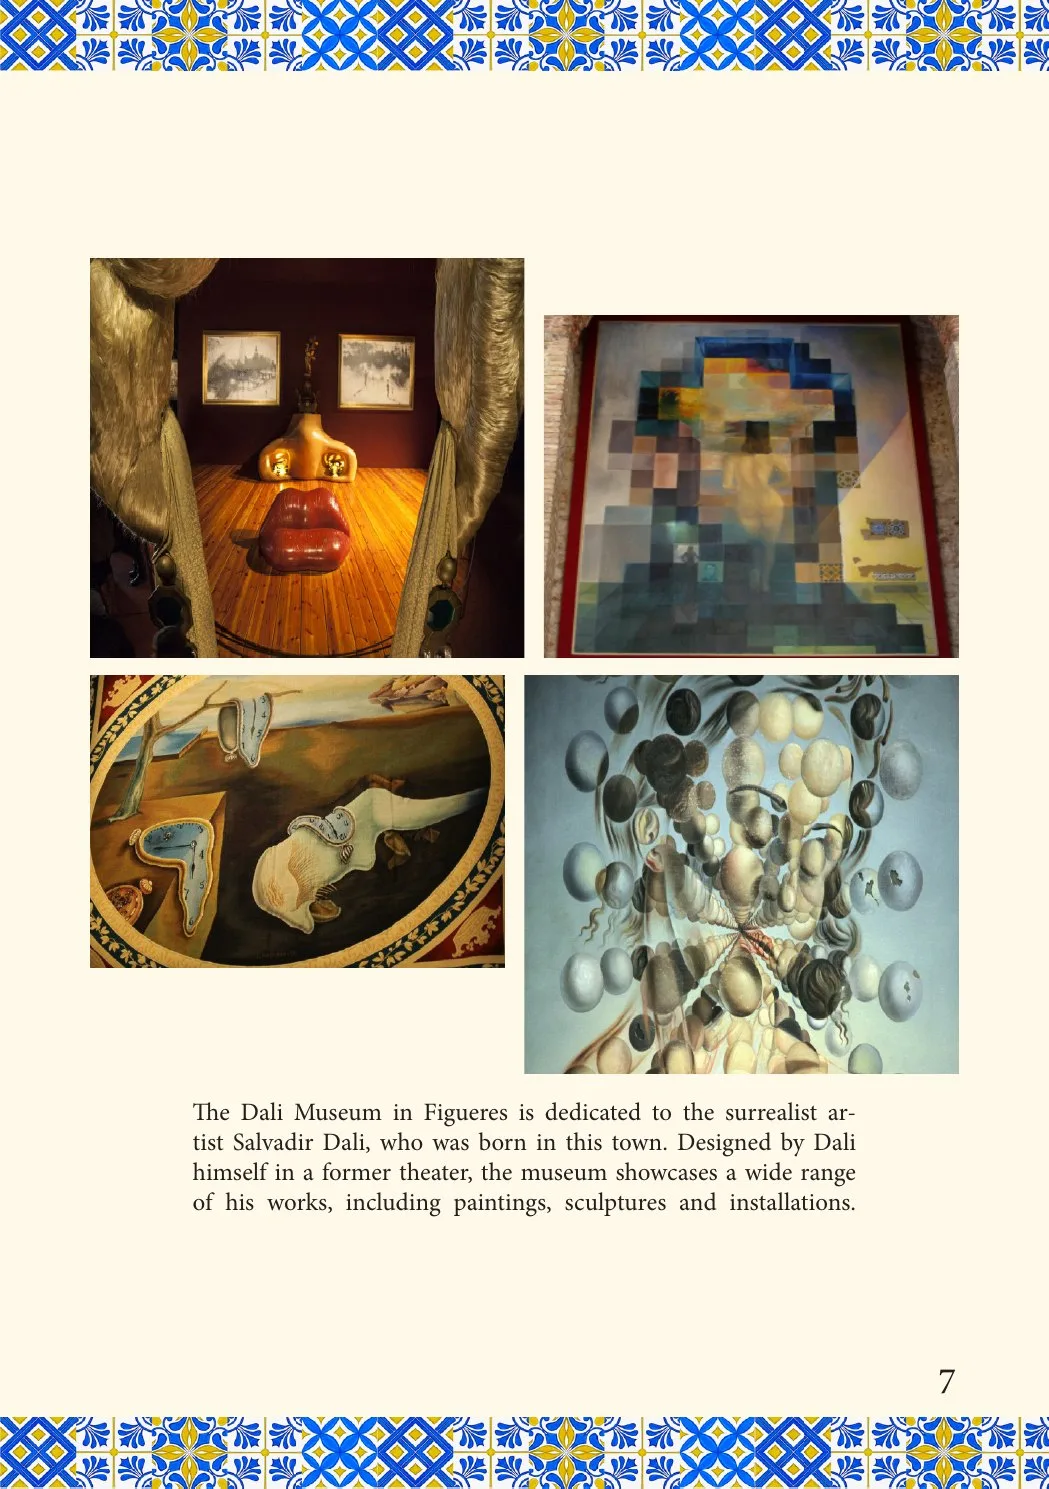 The Dali Museum in Figueres is dedicated to the surrealist ar-
tist Salvadir Dali, who was born in this town. Designed by Dali
himself in a former theater, the museum showcases a wide range
of his works, including paintings, sculptures and installations.
7